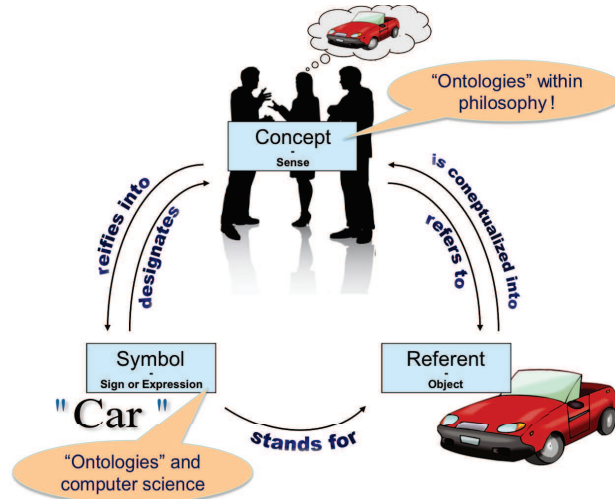 “Ontologies” within
philosophy !
Concept
-
Sense
reifies into
designates
is coneptualized into
refers to
Symbol
-
Sign or Expression
Referent
-
Object
" Car "
stands for
“Ontologies” and
computer science